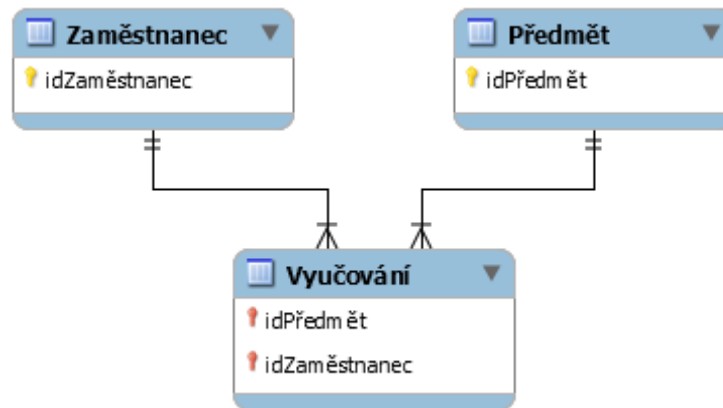 Zaměstnanec
idZaměstnanec
Předmět
idPředmět
Vyučování
idPředmět
idZaměstnanec